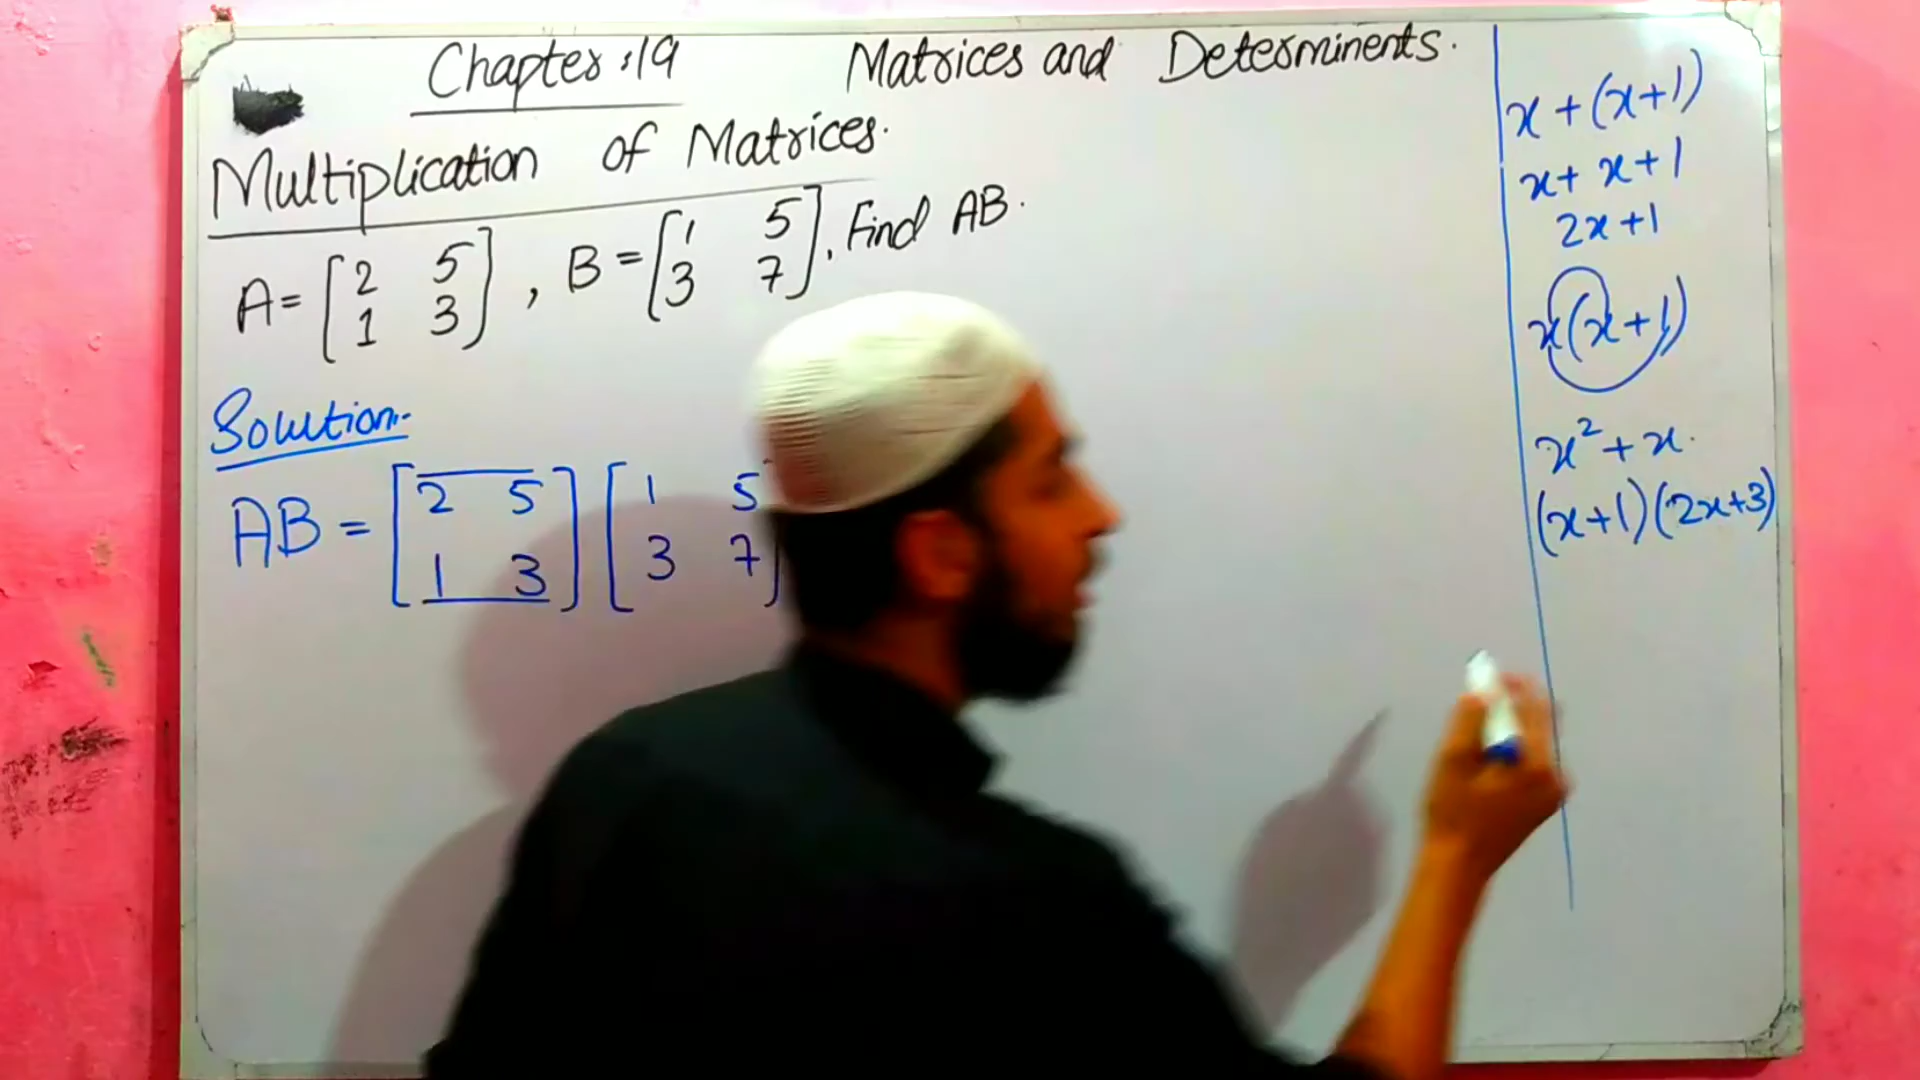 Chapter :19 Matrices and Determinents.
Multiplication of Matrices.
A = [2 5], B = [1 5]. Find AB.
[1 3] [3 7]
Solution:-
AB = [2 5] [1 5
[1 3] [3 7]
x + (x+1)
x + x + 1
2x + 1
x(x+1)
x² + x.
(x+1)(2x+3)